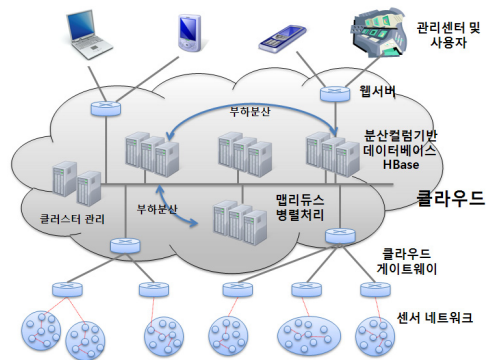 관리센터 및
사용자
웹서버
부하분산
분산컬럼기반
데이터베이스
HBase
클라우드
클러스터 관리
부하분산
맵리듀스
병렬처리
클라우드
게이트웨이
센서 네트워크